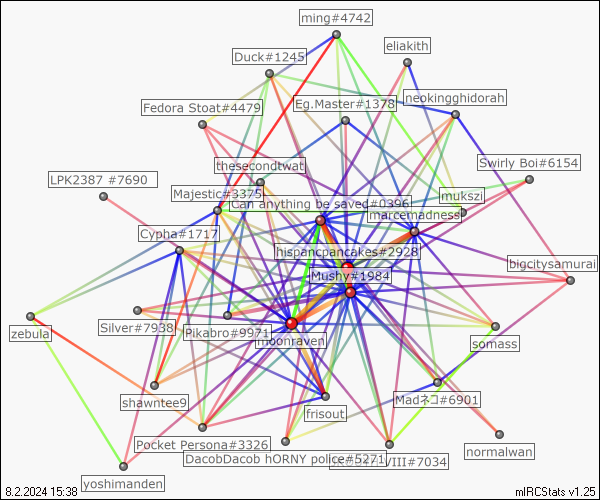 ming#4742
eliakith
Duck#1245
neokingghidorah
Eg.Master#1378
Fedora Stoat#4479
thesecondtwat
Swirly Boi#6154
LPK2387 #7690
Majestic#3375
mukszi
Can anything be saved#0396
marcemadness
Cypha#1717
hispancpancakes#2928
bigcitysamurai
Mushy#1984
zebula
Silver#7938
Pikabro#9971
moonraven
somass
shawntee9
frisout
Madネコ#6901
Pocket Persona#3326
normalwan
DacobDacob hORNY police#5271
VIII#7034
yoshimanden
8.2.2024 15:38
mIRCStats v1.25